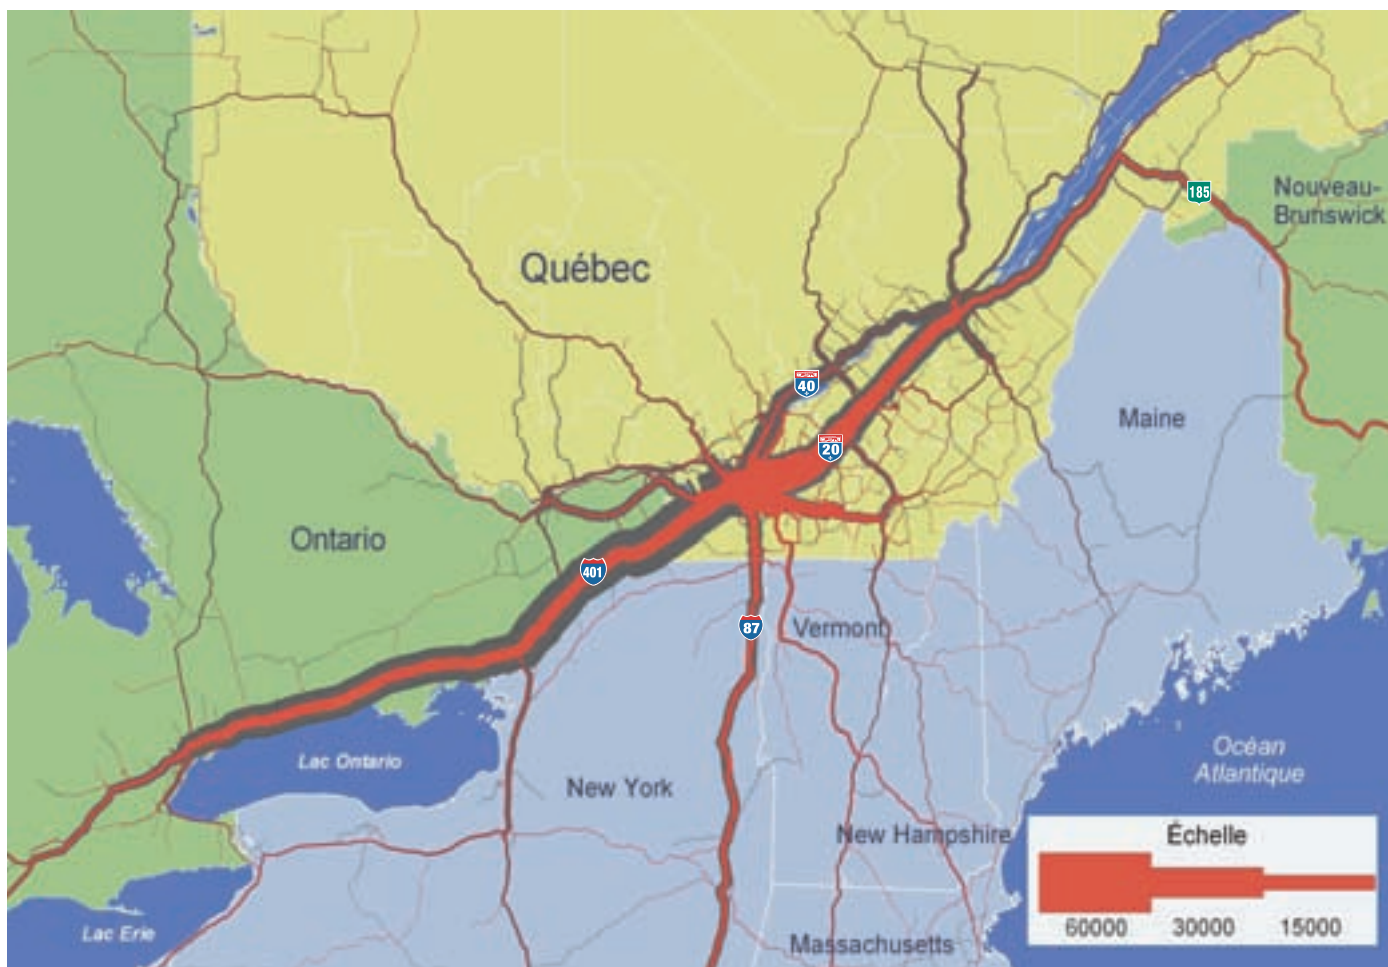 185
Nouveau-
Brunswick
Québec
40
Maine
20
Ontario
401
87
Vermont
Lac Ontario
New York
Océan
Atlantique
New Hampshire
Échelle
60000 30000 15000
Lac Erie
Massachusetts